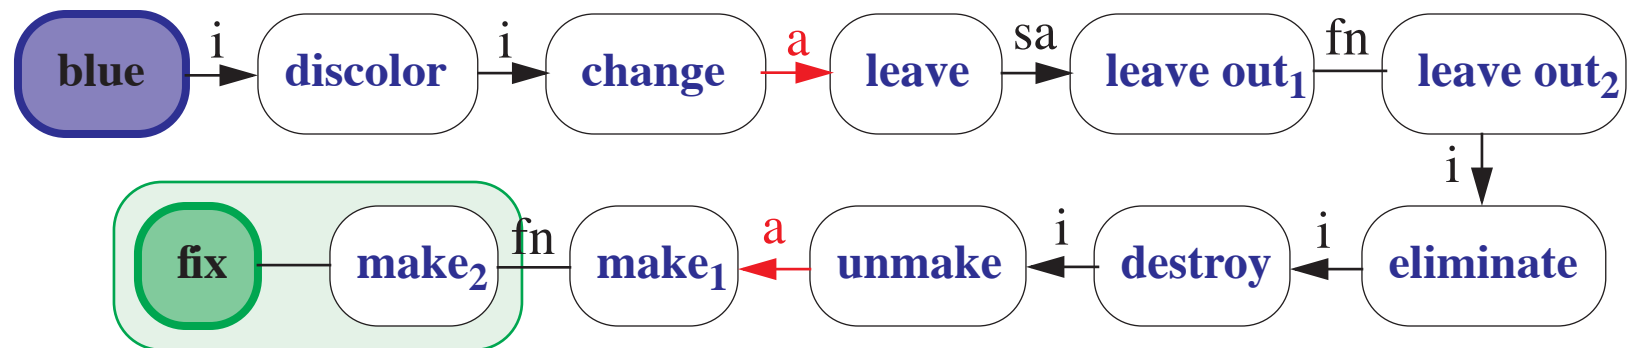 blue i discolor i change a leave sa leave out1 fn leave out2
i
fix make2 fn make1 a unmake i destroy i eliminate